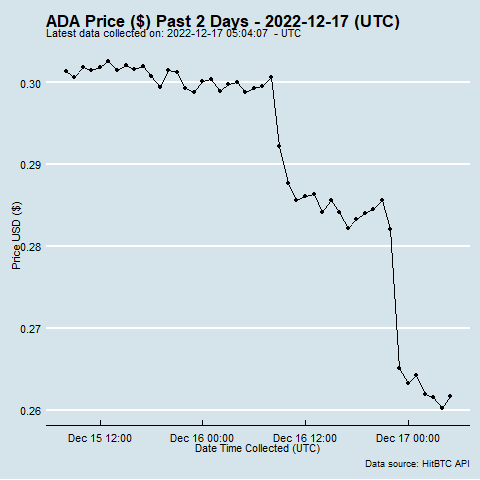 ADA Price ($) Past 2 Days - 2022-12-17 (UTC)
Latest data collected on: 2022-12-17 05:04:07 - UTC
Price USD ($)
0.30
0.29
0.28
0.27
0.26
Dec 15 12:00
Dec 16 00:00
Dec 16 12:00
Dec 17 00:00
Date Time Collected (UTC)
Data source: HitBTC API